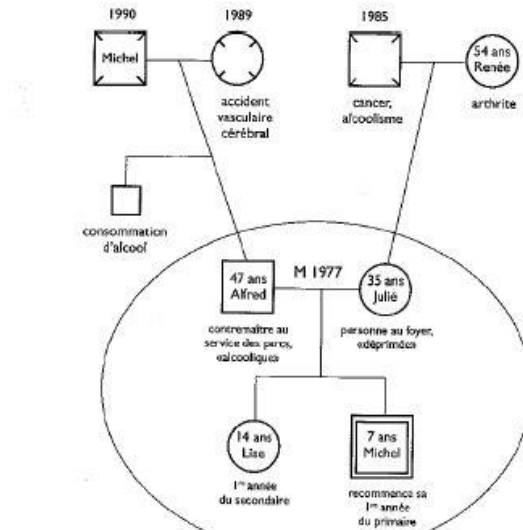 1990
1989
1985
Michel
54 ans
Renée
accident
vasculaire
cérébral
cancer,
alcoolisme
arthrite
consommation
d'alcool
47 ans
Alfred
M 1977
35 ans
Julié
contremaître au
service des parcs,
«alcoolique»
personne au foyer,
«déprimée»
14 ans
Lise
7 ans
Michel
1re année
du secondaire
recommence sa
1re année
du primaire